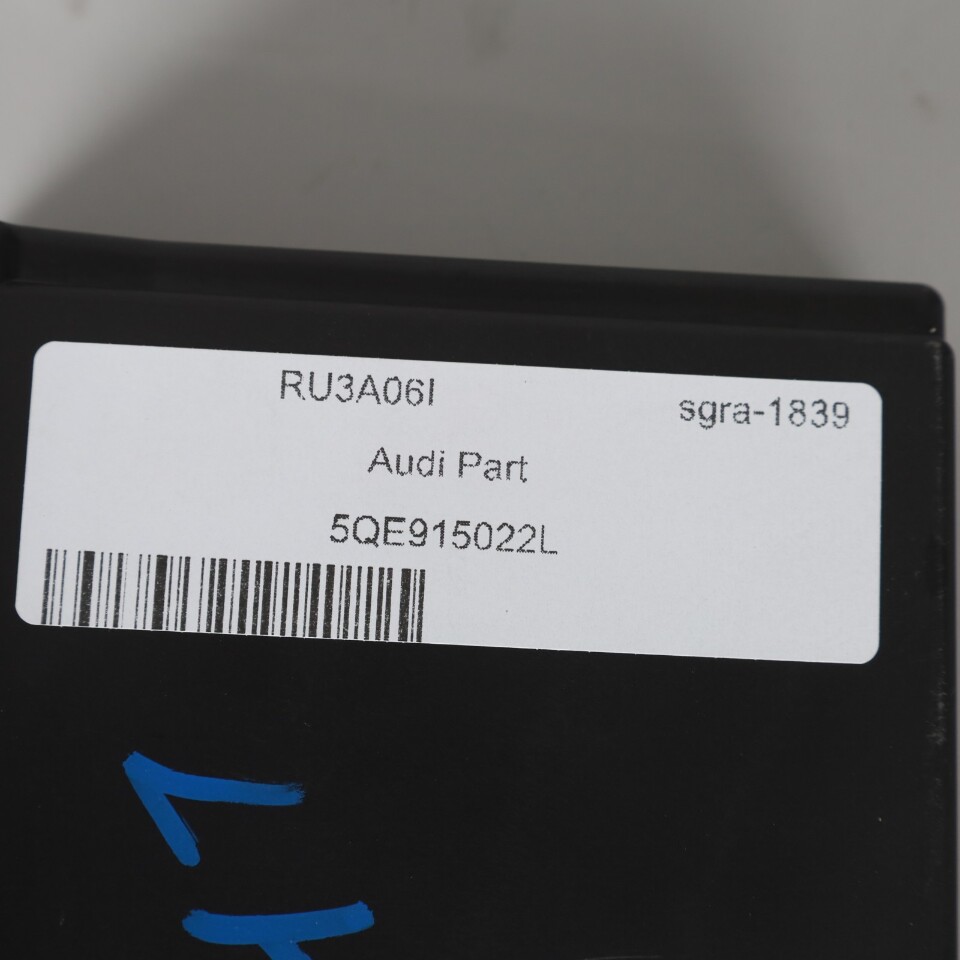 RU3A06I
sgra-1839
Audi Part
5QE915022L